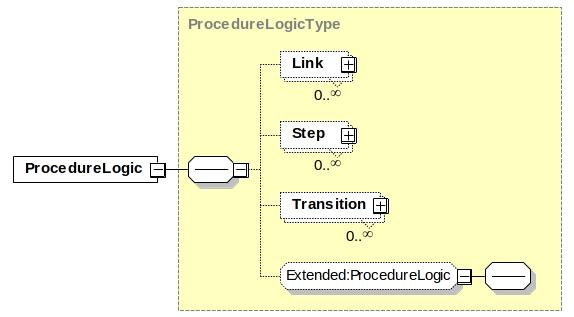 ProcedureLogicType
Link
0..∞
Step
0..∞
ProcedureLogic
Transition
0..∞
Extended:ProcedureLogic